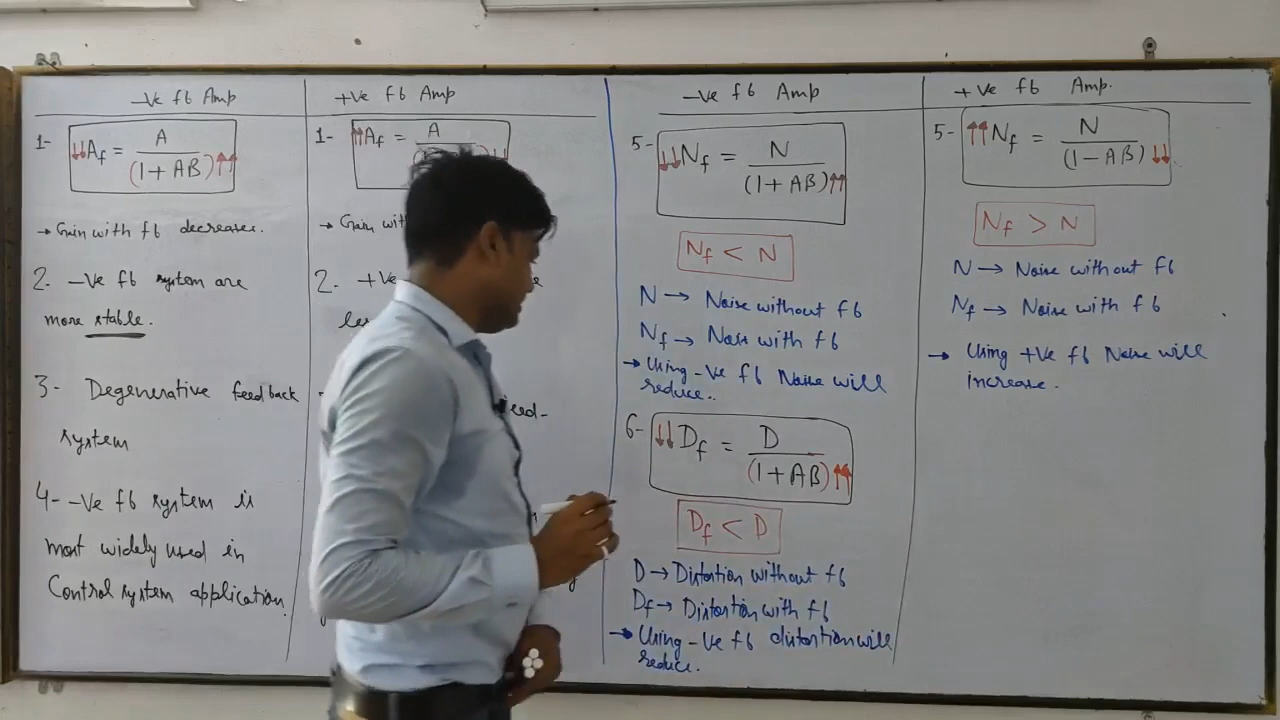 -Ve fb Amp
1- ↓↓Af = A / (1 + AB)↑↑
→ Gain with fb decreases.
2. -Ve fb system are
more stable.
3- Degenerative feedback
system
4- -Ve fb system is
most widely used in
Control system application.
+Ve fb Amp
1- ↑Af = A
→ Gain
2. +Ve
-Ve fb Amp
5- ↓↓Nf = N / (1 + AB)↑↑
Nf < N
N → Noise without fb
Nf → Noise with fb
→ Using -Ve fb Noise will
reduce..
6- ↓↓Df = D / (1 + AB)↑↑
Df < D
D → Distortion without fb
Df → Distortion with fb
→ Using -Ve fb distortion will
reduce.
+ Ve fb Amp.
5- ↑↑Nf = N / (1 - AB)↓↓
Nf > N
N → Noise without fb
Nf → Noise with fb
→ Using +Ve fb Noise will
increase.